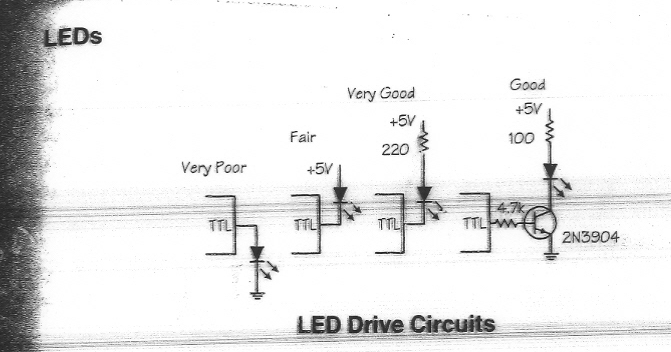 LEDs
Very Poor
TTL
Fair
+5V
TTL
Very Good
+5V
220
TTL
Good
+5V
100
TTL
4.7k
2N3904
LED Drive Circuits